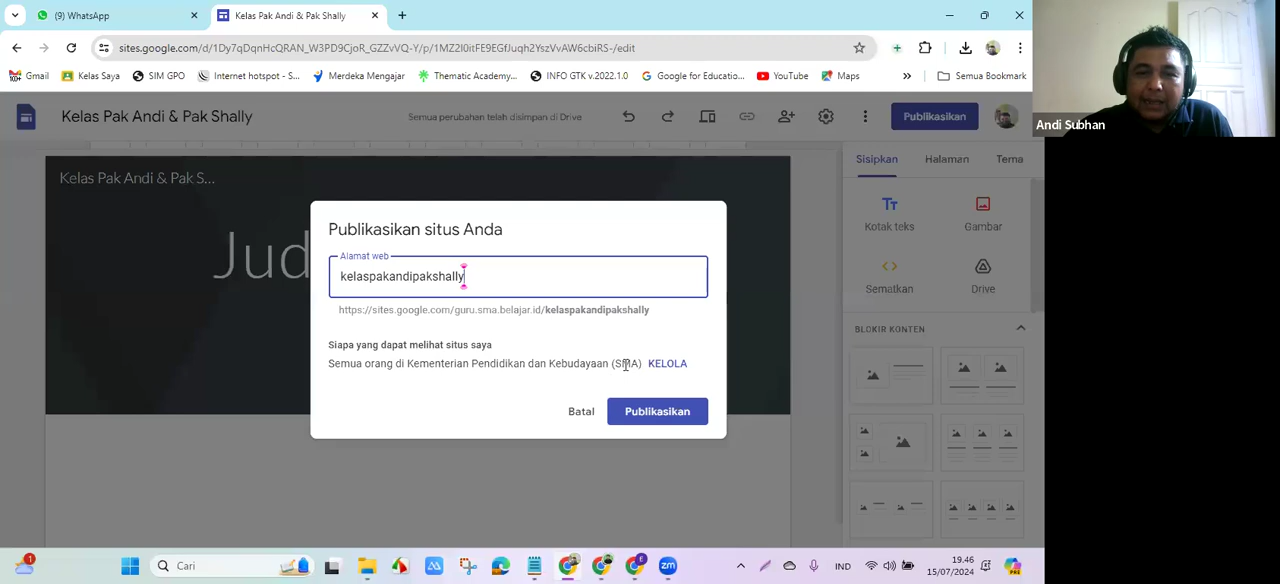 (9) WhatsApp
Kelas Pak Andi & Pak Shally
sites.google.com/d/1Dy7qDqnHcQRAN_W3PD9CjoR_GZZvVQ-Y/p/1MZ2I0itFE9EGfJuqh2YszVvAW6cbiRS-/edit
Gmail
Kelas Saya
SIM GPO
Internet hotspot - S...
Merdeka Mengajar
Thematic Academy...
INFO GTK v.2022.1.0
Google for Educatio...
YouTube
Maps
Semua Bookmark
Andi Subhan
Kelas Pak Andi & Pak Shally
Semua perubahan telah disimpan di Drive
Publikasikan
Sisipkan
Halaman
Tema
Kelas Pak Andi & Pak S...
Jud
Tт
Kotak teks
Gambar
Sematkan
Drive
BLOKIR KONTEN
Publikasikan situs Anda
Alamat web
kelaspakandipakshally
https://sites.google.com/guru.sma.belajar.id/kelaspakandipakshally
Siapa yang dapat melihat situs saya
Semua orang di Kementerian Pendidikan dan Kebudayaan (SMA) KELOLA
Batal
Publikasikan
1
Cari
IND
19.46
15/07/2024